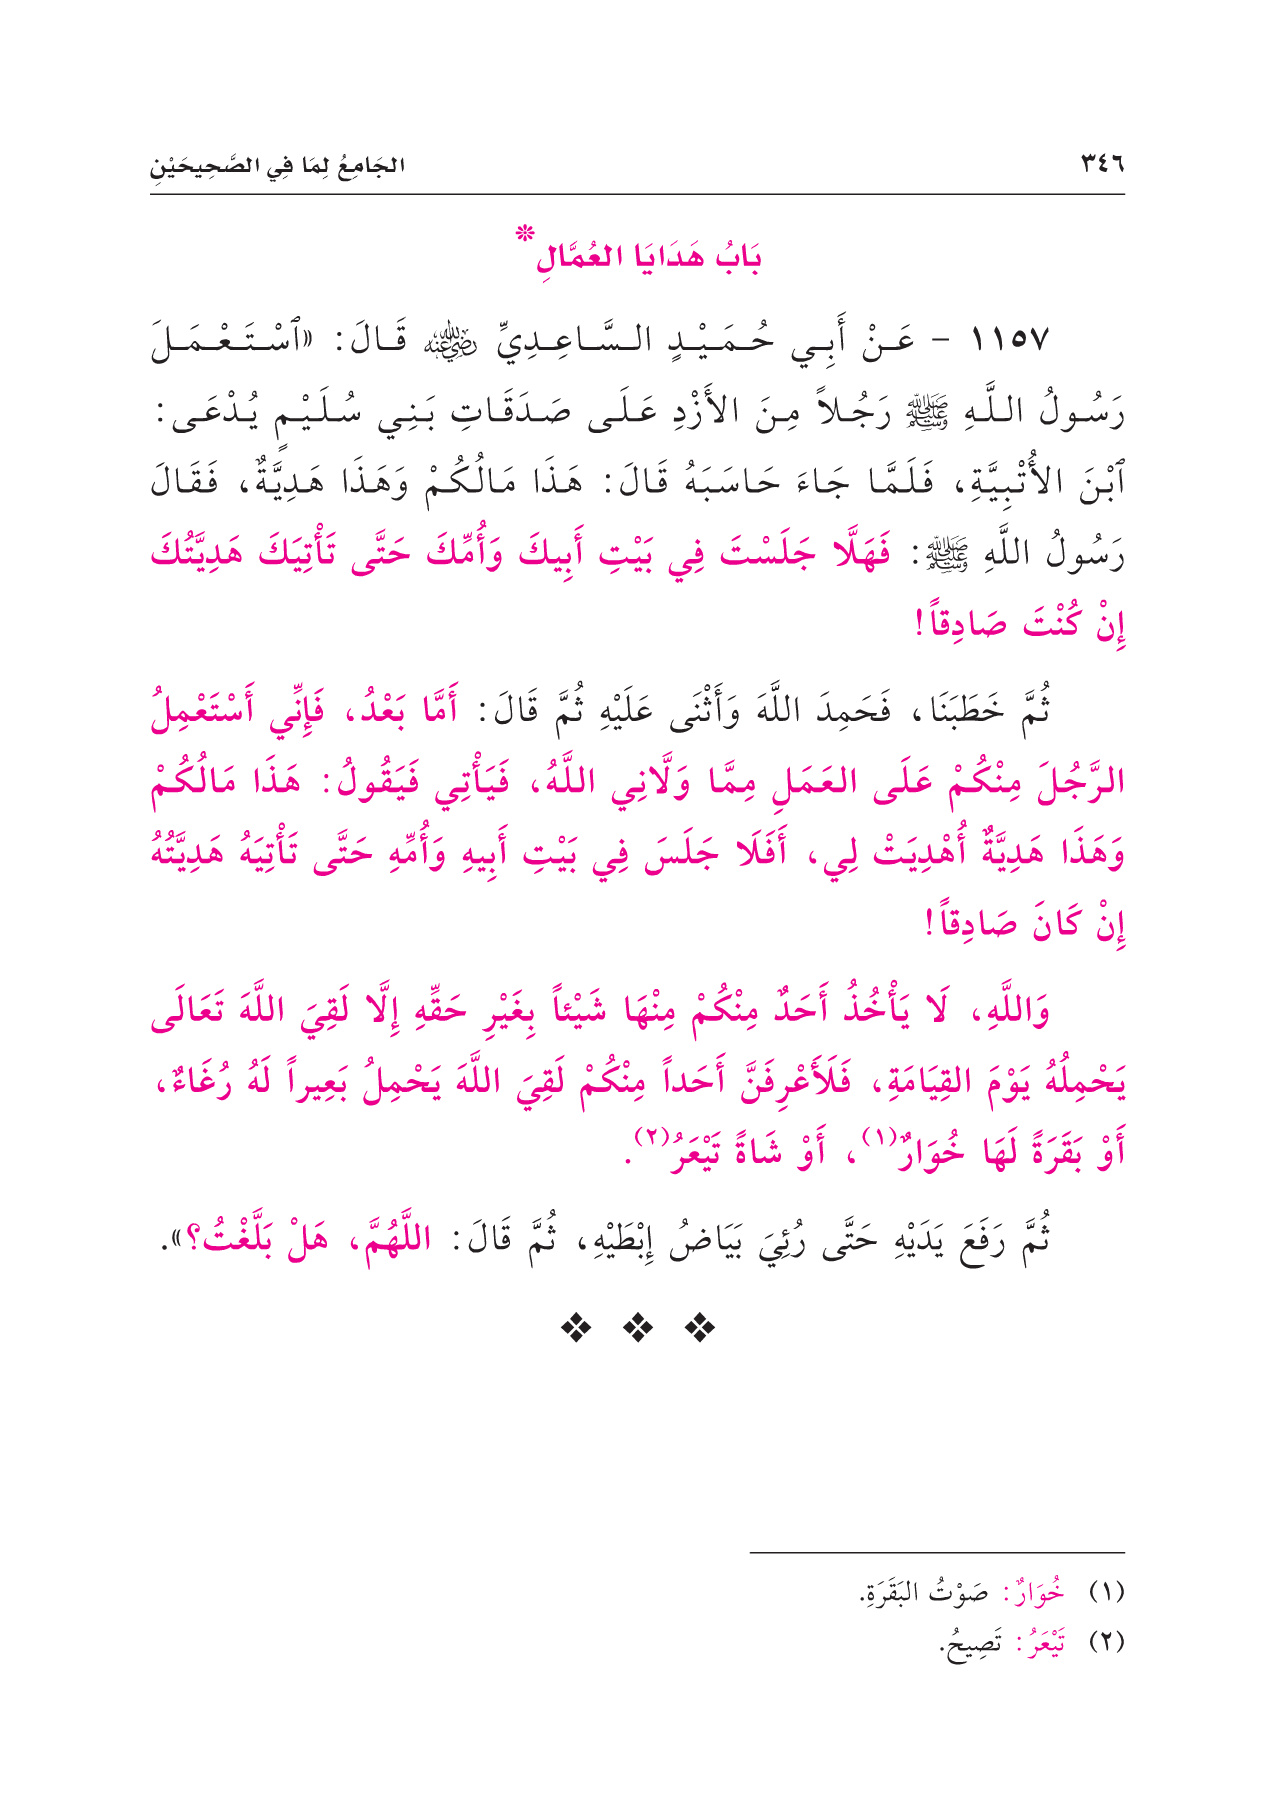 ٣٤٦ الجَامِعُ لِمَا فِي الصَّحِيحَيْنِ
بَابُ هَدَايَا العُمَّالِ*
١١٥٧ - عَنْ أَبِي حُمَيْدٍ السَّاعِدِيِّ رضي الله عنه قَالَ: «ٱسْتَعْمَلَ
رَسُولُ اللَّهِ ﷺ رَجُلاً مِنَ الأَزْدِ عَلَى صَدَقَاتِ بَنِي سُلَيْمٍ يُدْعَى:
ٱبْنَ الأُتْبِيَّةِ، فَلَمَّا جَاءَ حَاسَبَهُ قَالَ: هَذَا مَالُكُمْ وَهَذَا هَدِيَّةٌ، فَقَالَ
رَسُولُ اللَّهِ ﷺ: فَهَلَّا جَلَسْتَ فِي بَيْتِ أَبِيكَ وَأُمِّكَ حَتَّى تَأْتِيَكَ هَدِيَّتُكَ
إِنْ كُنْتَ صَادِقاً!
ثُمَّ خَطَبَنَا، فَحَمِدَ اللَّهَ وَأَثْنَى عَلَيْهِ ثُمَّ قَالَ: أَمَّا بَعْدُ، فَإِنِّي أَسْتَعْمِلُ
الرَّجُلَ مِنْكُمْ عَلَى العَمَلِ مِمَّا وَلَّانِي اللَّهُ، فَيَأْتِي فَيَقُولُ: هَذَا مَالُكُمْ
وَهَذَا هَدِيَّةٌ أُهْدِيَتْ لِي، أَفَلَا جَلَسَ فِي بَيْتِ أَبِيهِ وَأُمِّهِ حَتَّى تَأْتِيَهُ هَدِيَّتُهُ
إِنْ كَانَ صَادِقاً!
وَاللَّهِ، لَا يَأْخُذُ أَحَدٌ مِنْكُمْ مِنْهَا شَيْئاً بِغَيْرِ حَقِّهِ إِلَّا لَقِيَ اللَّهَ تَعَالَى
يَحْمِلُهُ يَوْمَ القِيَامَةِ، فَلَأَعْرِفَنَّ أَحَداً مِنْكُمْ لَقِيَ اللَّهَ يَحْمِلُ بَعِيراً لَهُ رُغَاءٌ،
أَوْ بَقَرَةً لَهَا خُوَارٌ(١)، أَوْ شَاةً تَيْعَرُ(٢).
ثُمَّ رَفَعَ يَدَيْهِ حَتَّى رُئِيَ بَيَاضُ إِبْطَيْهِ، ثُمَّ قَالَ: اللَّهُمَّ، هَلْ بَلَّغْتُ؟».
(١) خُوَارٌ: صَوْتُ البَقَرَةِ.
(٢) تَيْعَرُ: تَصِيحُ.